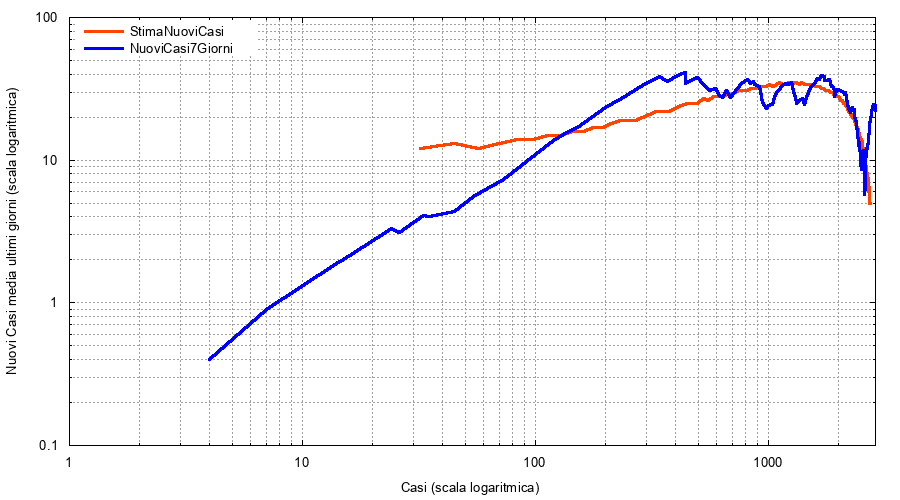 StimaNuoviCasi
NuoviCasi7Giorni
Nuovi Casi media ultimi giorni (scala logaritmica)
100
10
1
0.1
1 10 100 1000
Casi (scala logaritmica)